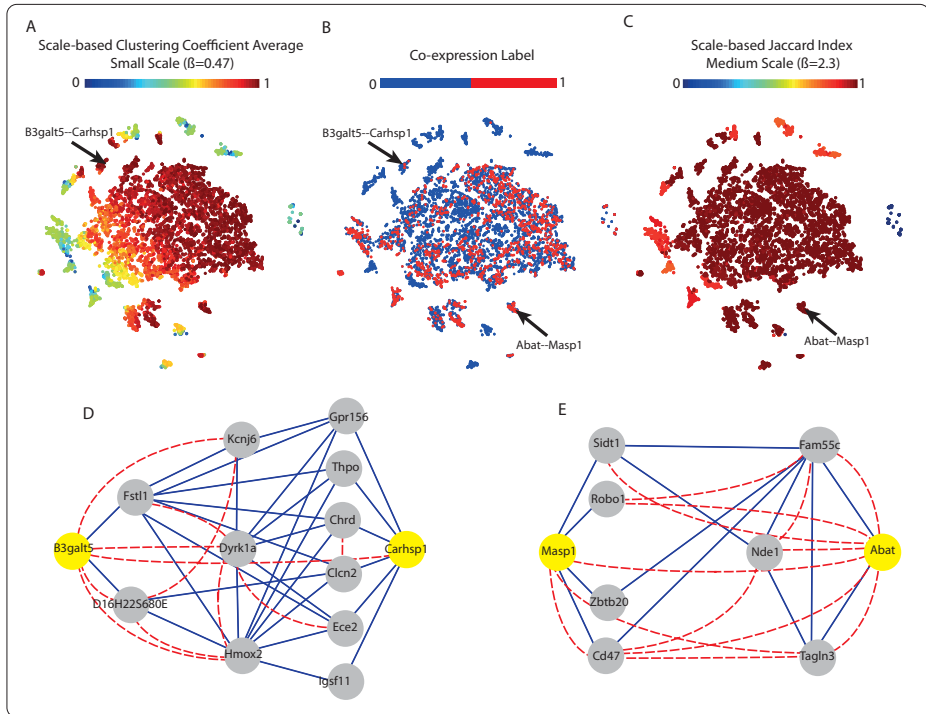 A
Scale-based Clustering Coefficient Average
Small Scale (ß=0.47)
0
1
B3galt5--Carhsp1
B
Co-expression Label
0
1
B3galt5--Carhsp1
Abat--Masp1
C
Scale-based Jaccard Index
Medium Scale (ß=2.3)
0
1
Abat--Masp1
D
Gpr156
Kcnj6
Thpo
Fstl1
Chrd
B3galt5
Dyrk1a
Carhsp1
Clcn2
D16H22S680E
Ece2
Hmox2
Igsf11
E
Sidt1
Fam55c
Robo1
Masp1
Nde1
Abat
Zbtb20
Cd47
Tagln3